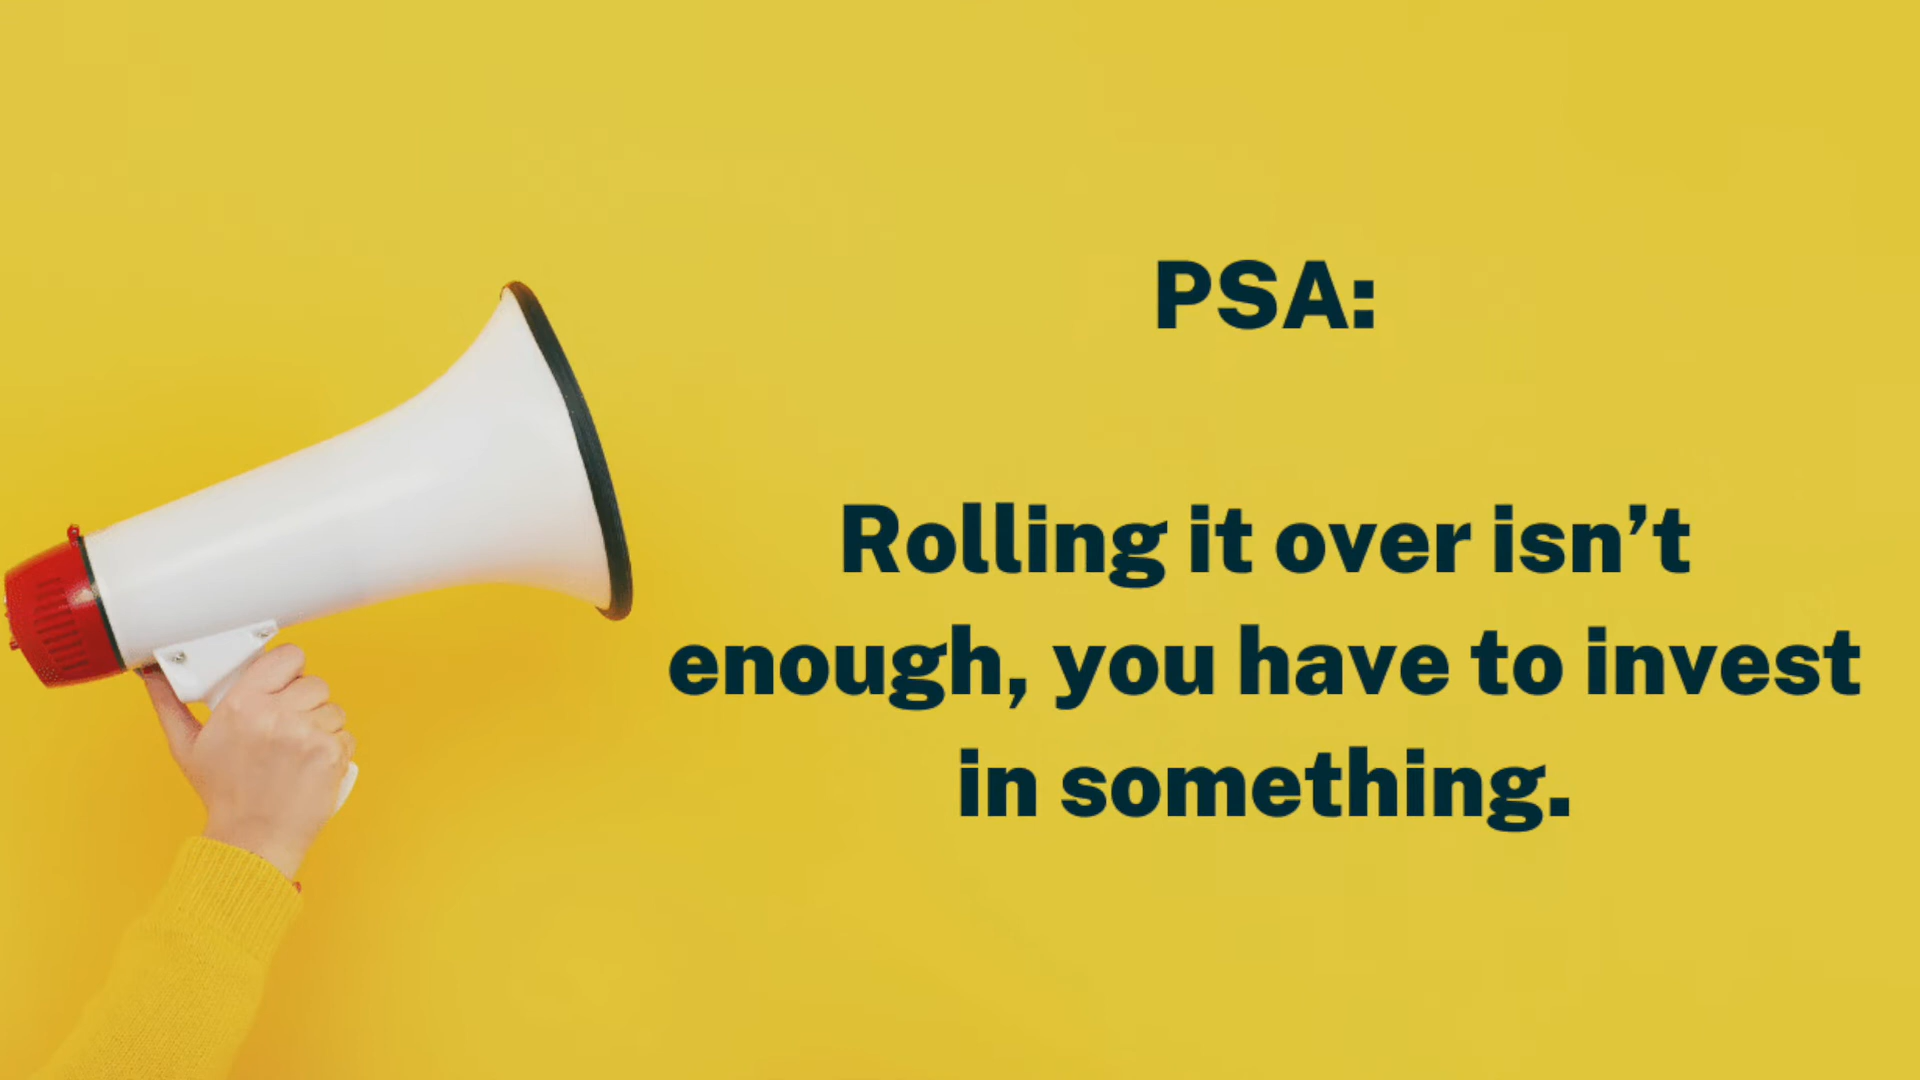 PSA:
Rolling it over isn’t
enough, you have to invest
in something.